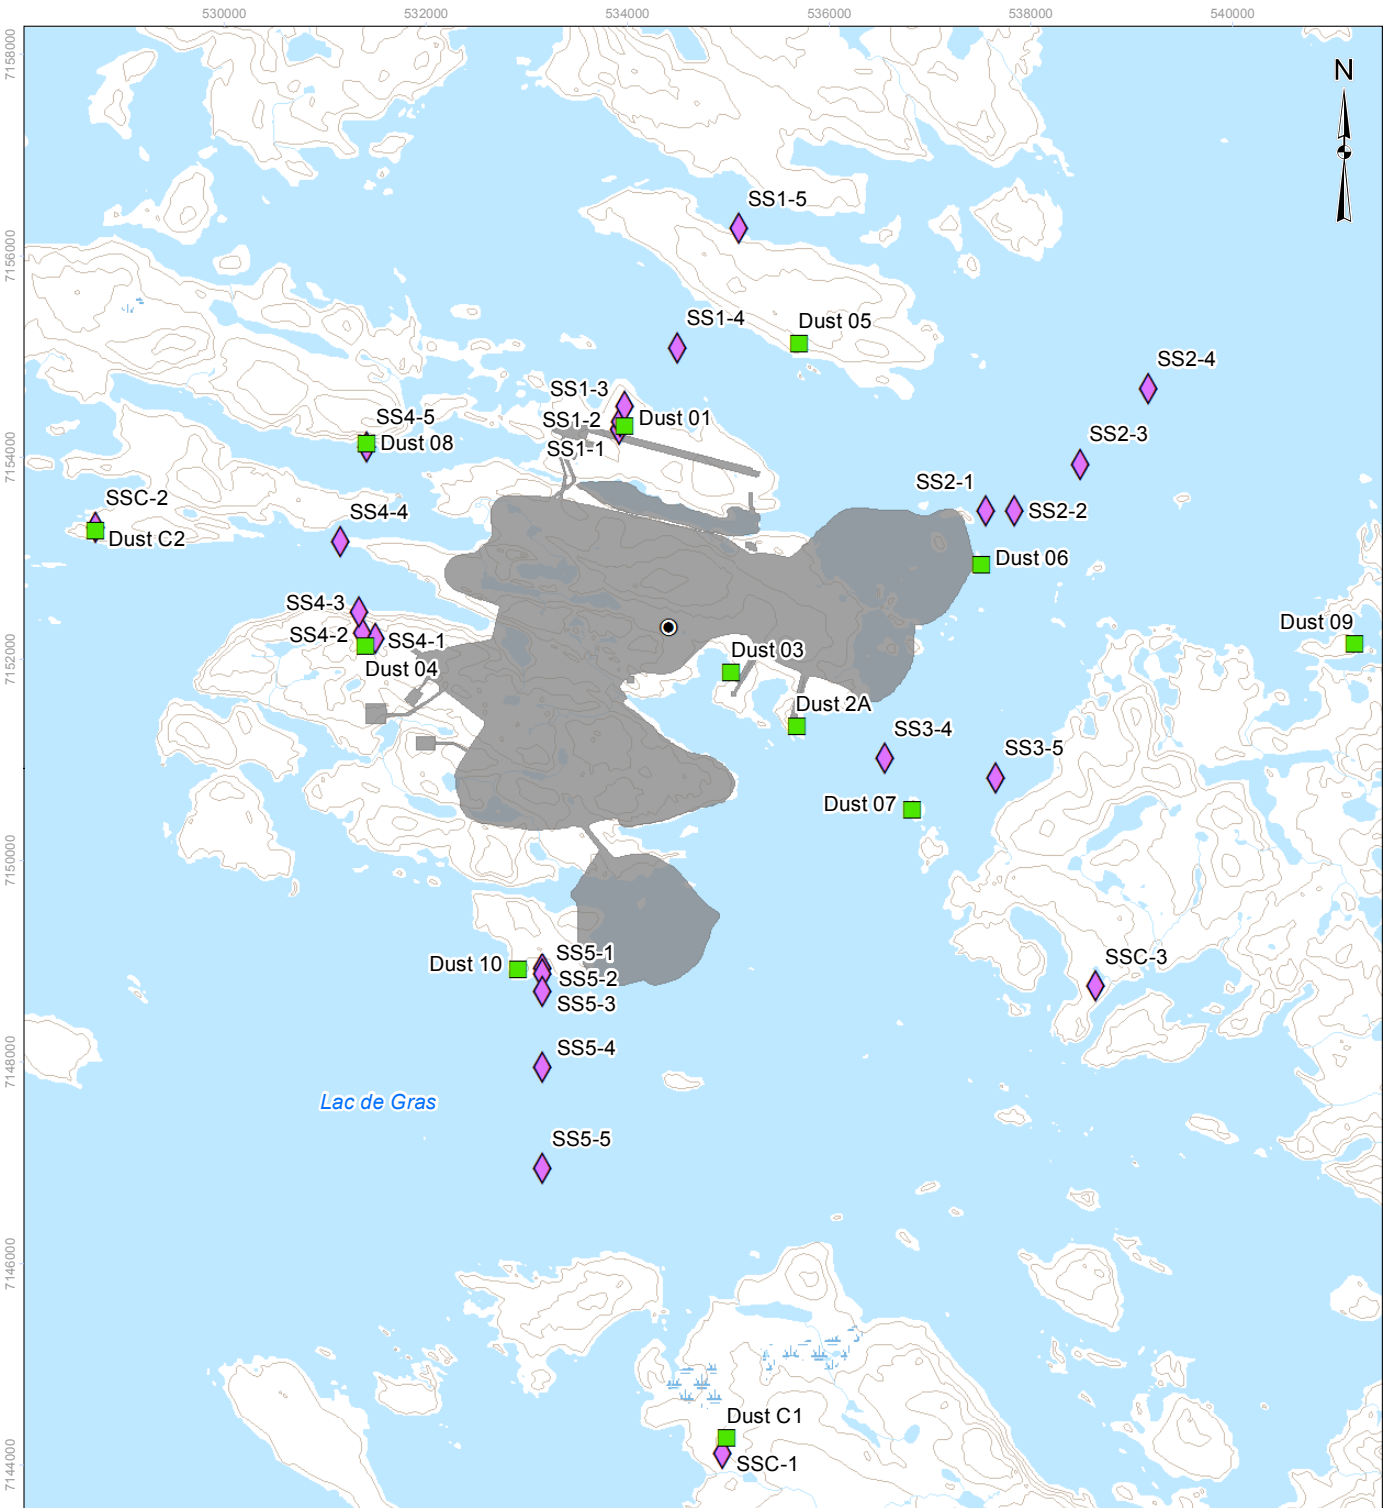 530000
532000
534000
536000
538000
540000
7158000
7156000
7154000
7152000
7150000
7148000
7146000
7144000
N
SS1-5
SS1-4
Dust 05
SS2-4
SS1-3
SS1-2
Dust 01
SS1-1
SS4-5
Dust 08
SS2-3
SS2-1
SS2-2
SSC-2
Dust C2
SS4-4
Dust 06
SS4-3
SS4-2
SS4-1
Dust 04
Dust 09
Dust 03
Dust 2A
SS3-4
SS3-5
Dust 07
SS5-1
Dust 10
SS5-2
SS5-3
SSC-3
SS5-4
Lac de Gras
SS5-5
Dust C1
SSC-1